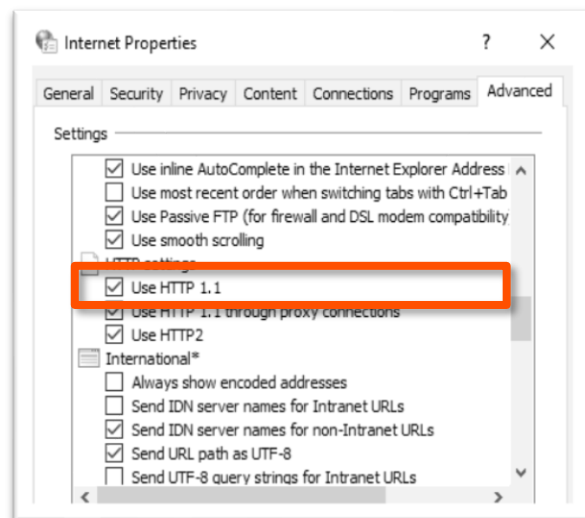 Internet Properties ?
General Security Privacy Content Connections Programs Advanced
Settings
Use inline AutoComplete in the Internet Explorer Address
Use most recent order when switching tabs with Ctrl+Tab
Use Passive FTP (for firewall and DSL modem compatibility
Use smooth scrolling
HTTP settings
Use HTTP 1.1
Use HTTP 1.1 through proxy connections
Use HTTP2
International*
Always show encoded addresses
Send IDN server names for Intranet URLs
Send IDN server names for non-Intranet URLs
Send URL path as UTF-8
Send UTF-8 query strings for Intranet URLs